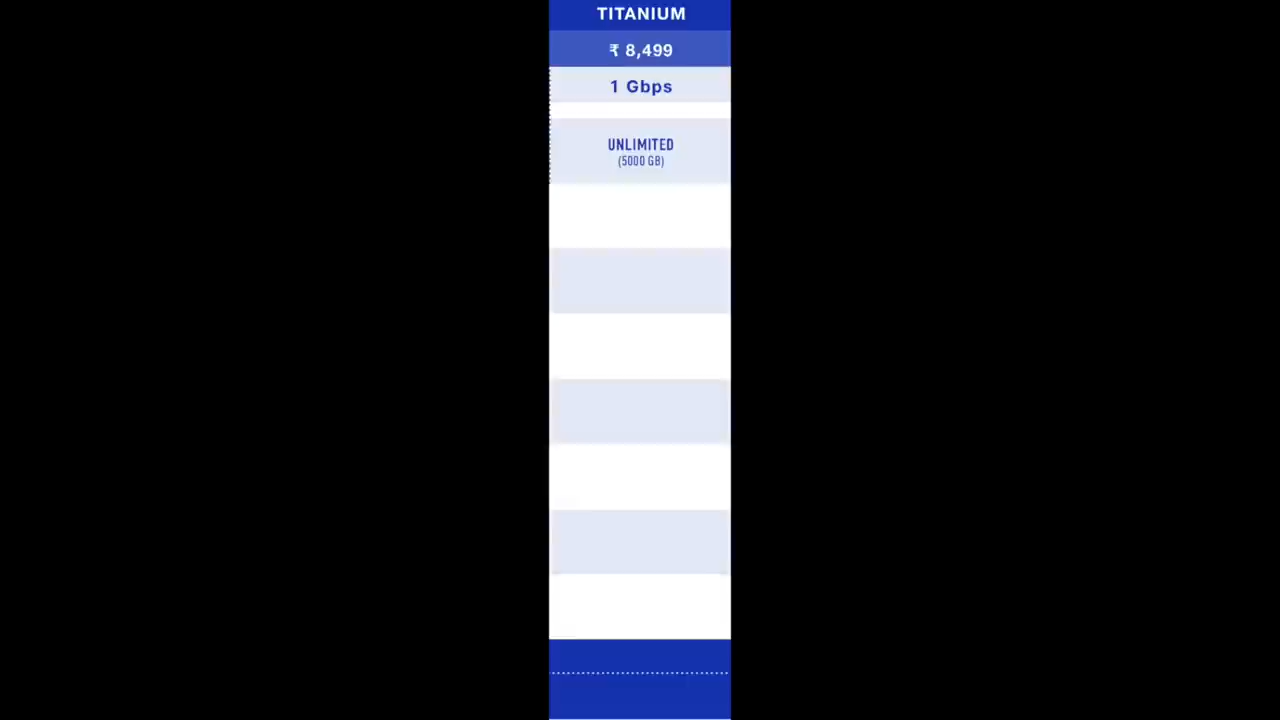 TITANIUM
₹ 8,499
1 Gbps
UNLIMITED
(5000 GB)